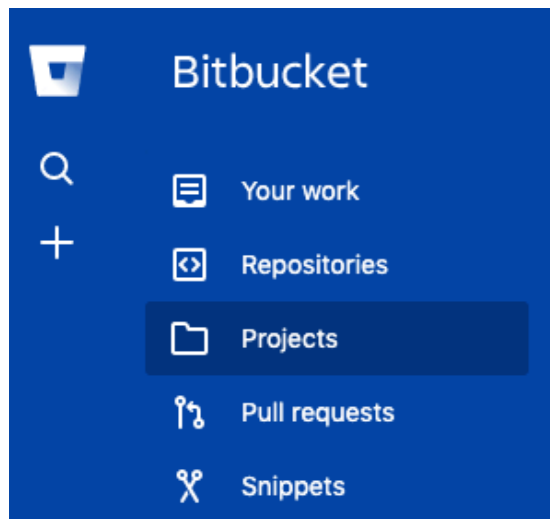 Bitbucket
Your work
Repositories
Projects
Pull requests
Snippets